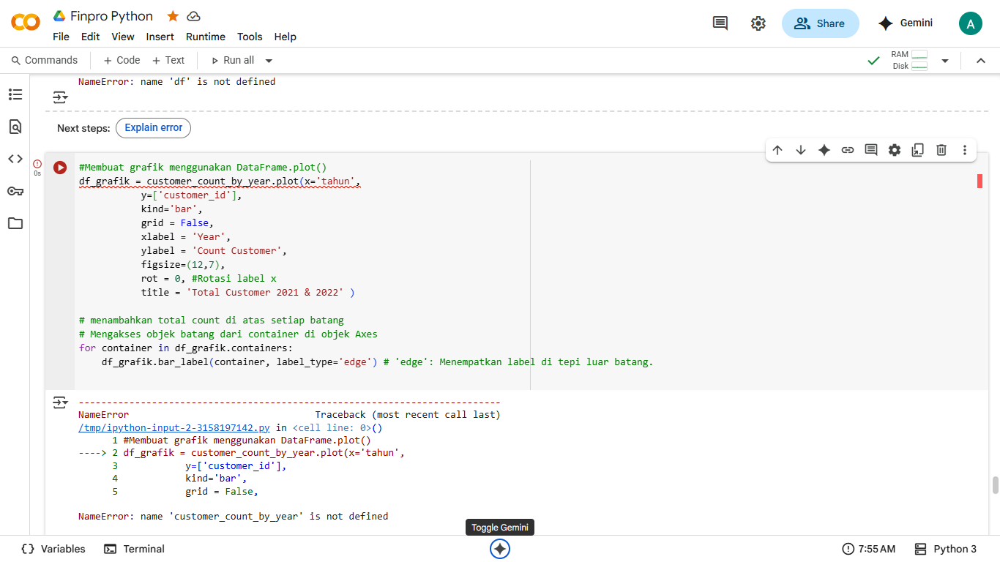 Finpro Python
File Edit View Insert Runtime Tools Help
Share
Gemini
A
Commands + Code + Text Run all
RAM
Disk
NameError: name 'df' is not defined
Next steps: Explain error
0s
#Membuat grafik menggunakan DataFrame.plot()
df_grafik = customer_count_by_year.plot(x='tahun',
y=['customer_id'],
kind='bar',
grid = False,
xlabel = 'Year',
ylabel = 'Count Customer',
figsize=(12,7),
rot = 0, #Rotasi label x
title = 'Total Customer 2021 & 2022' )
# menambahkan total count di atas setiap batang
# Mengakses objek batang dari container di objek Axes
for container in df_grafik.containers:
df_grafik.bar_label(container, label_type='edge') # 'edge': Menempatkan label di tepi luar batang.
---------------------------------------------------------------------------
NameError Traceback (most recent call last)
/tmp/ipython-input-2-3158197142.py in <cell line: 0>()
1 #Membuat grafik menggunakan DataFrame.plot()
----> 2 df_grafik = customer_count_by_year.plot(x='tahun',
3 y=['customer_id'],
4 kind='bar',
5 grid = False,
NameError: name 'customer_count_by_year' is not defined
Toggle Gemini
Variables Terminal 7:55 AM Python 3